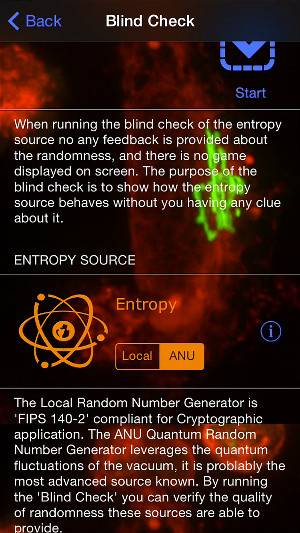 Back
Blind Check
Start
When running the blind check of the entropy
source no any feedback is provided about
the randomness, and there is no game
displayed on screen. The purpose of the
blind check is to show how the entropy
source behaves without you having any clue
about it.
ENTROPY SOURCE
Entropy
Local
ANU
The Local Random Number Generator is
'FIPS 140-2' compliant for Cryptographic
application. The ANU Quantum Random
Number Generator leverages the quantum
fluctuations of the vacuum, it is problably the
most advanced source known. By running
the 'Blind Check' you can verify the quality
of randomness these sources are able to
provide.